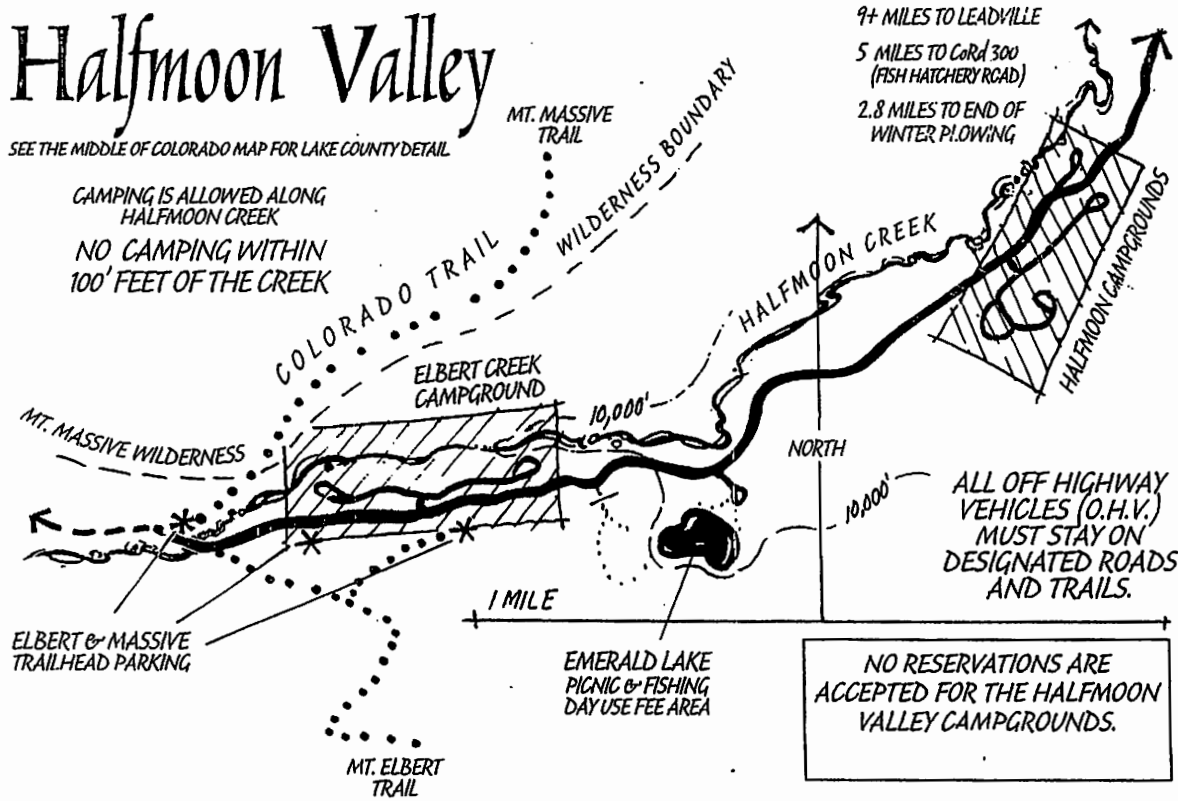 Halfmoon Valley
SEE THE MIDDLE OF COLORADO MAP FOR LAKE COUNTY DETAIL
CAMPING IS ALLOWED ALONG
HALFMOON CREEK
NO CAMPING WITHIN
100' FEET OF THE CREEK
MT. MASSIVE
TRAIL
WILDERNESS BOUNDARY
COLORADO TRAIL
9+ MILES TO LEADVILLE
5 MILES TO CoRd 300
(FISH HATCHERY ROAD)
2.8 MILES TO END OF
WINTER PLOWING
HALFMOON CREEK
HALFMOON CAMPGROUNDS
ELBERT CREEK
CAMPGROUND
10,000'
MT. MASSIVE WILDERNESS
NORTH
10,000'
ALL OFF HIGHWAY
VEHICLES (O.H.V.)
MUST STAY ON
DESIGNATED ROADS
AND TRAILS.
1 MILE
ELBERT & MASSIVE
TRAILHEAD PARKING
EMERALD LAKE
PICNIC & FISHING
DAY USE FEE AREA
NO RESERVATIONS ARE
ACCEPTED FOR THE HALFMOON
VALLEY CAMPGROUNDS.
MT. ELBERT
TRAIL